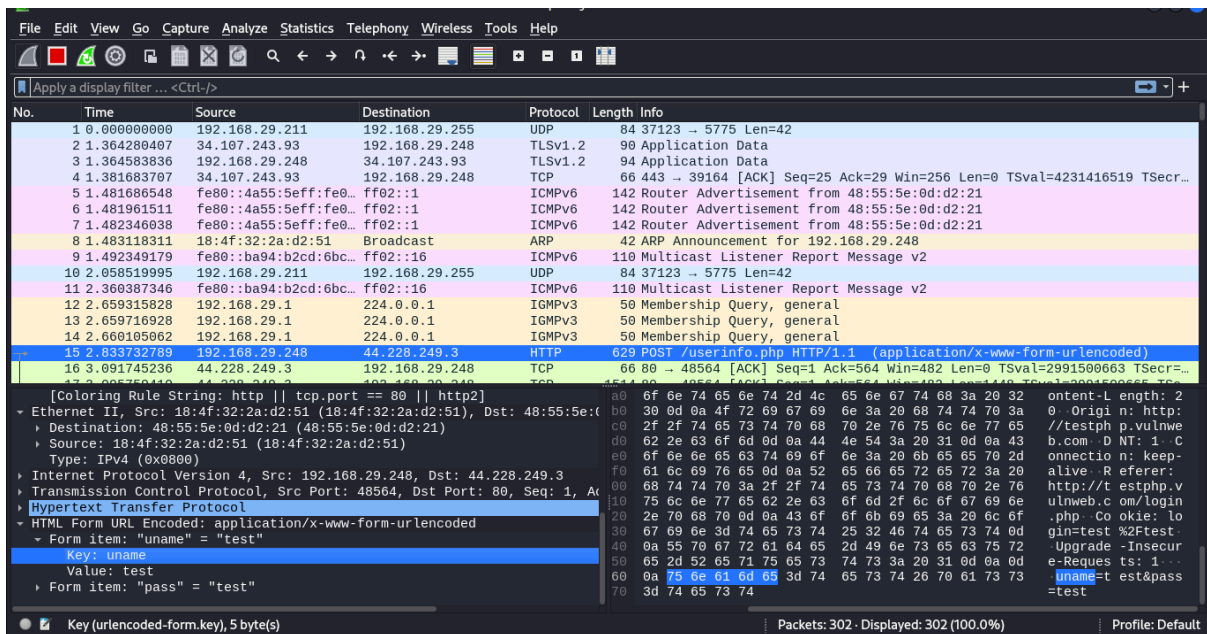 File Edit View Go Capture Analyze Statistics Telephony Wireless Tools Help
Apply a display filter ... <Ctrl-/>
No. Time Source Destination Protocol Length Info
1 0.000000000 192.168.29.211 192.168.29.255 UDP 84 37123 → 5775 Len=42
2 1.364280407 34.107.243.93 192.168.29.248 TLSv1.2 90 Application Data
3 1.364583836 192.168.29.248 34.107.243.93 TLSv1.2 94 Application Data
4 1.381683707 34.107.243.93 192.168.29.248 TCP 66 443 → 39164 [ACK] Seq=25 Ack=29 Win=256 Len=0 TSval=4231416519 TSecr…
5 1.481686548 fe80::4a55:5eff:fe0… ff02::1 ICMPv6 142 Router Advertisement from 48:55:5e:0d:d2:21
6 1.481961511 fe80::4a55:5eff:fe0… ff02::1 ICMPv6 142 Router Advertisement from 48:55:5e:0d:d2:21
7 1.482346038 fe80::4a55:5eff:fe0… ff02::1 ICMPv6 142 Router Advertisement from 48:55:5e:0d:d2:21
8 1.483118311 18:4f:32:2a:d2:51 Broadcast ARP 42 ARP Announcement for 192.168.29.248
9 1.492349179 fe80::ba94:b2cd:6bc… ff02::16 ICMPv6 110 Multicast Listener Report Message v2
10 2.058519995 192.168.29.211 192.168.29.255 UDP 84 37123 → 5775 Len=42
11 2.360387346 fe80::ba94:b2cd:6bc… ff02::16 ICMPv6 110 Multicast Listener Report Message v2
12 2.659315828 192.168.29.1 224.0.0.1 IGMPv3 50 Membership Query, general
13 2.659716928 192.168.29.1 224.0.0.1 IGMPv3 50 Membership Query, general
14 2.660105062 192.168.29.1 224.0.0.1 IGMPv3 50 Membership Query, general
15 2.833732789 192.168.29.248 44.228.249.3 HTTP 629 POST /userinfo.php HTTP/1.1 (application/x-www-form-urlencoded)
16 3.091745236 44.228.249.3 192.168.29.248 TCP 66 80 → 48564 [ACK] Seq=1 Ack=564 Win=482 Len=0 TSval=2991500663 TSecr=…
[Coloring Rule String: http || tcp.port == 80 || http2]
Ethernet II, Src: 18:4f:32:2a:d2:51 (18:4f:32:2a:d2:51), Dst: 48:55:5e:
Destination: 48:55:5e:0d:d2:21 (48:55:5e:0d:d2:21)
Source: 18:4f:32:2a:d2:51 (18:4f:32:2a:d2:51)
Type: IPv4 (0x0800)
Internet Protocol Version 4, Src: 192.168.29.248, Dst: 44.228.249.3
Transmission Control Protocol, Src Port: 48564, Dst Port: 80, Seq: 1, A
Hypertext Transfer Protocol
HTML Form URL Encoded: application/x-www-form-urlencoded
Form item: "uname" = "test"
Key: uname
Value: test
Form item: "pass" = "test"
a0 6f 6e 74 65 6e 74 2d 4c 65 6e 67 74 68 3a 20 32 ontent-L ength: 2
b0 30 0d 0a 4f 72 69 67 69 6e 3a 20 68 74 74 70 3a 0··Origi n: http:
c0 2f 2f 74 65 73 74 70 68 70 2e 76 75 6c 6e 77 65 //testph p.vulnwe
d0 62 2e 63 6f 6d 0d 0a 44 4e 54 3a 20 31 0d 0a 43 b.com··D NT: 1··C
e0 6f 6e 6e 65 63 74 69 6f 6e 3a 20 6b 65 65 70 2d onnectio n: keep-
f0 61 6c 69 76 65 0d 0a 52 65 66 65 72 65 72 3a 20 alive··R eferer:
00 68 74 74 70 3a 2f 2f 74 65 73 74 70 68 70 2e 76 http://t estphp.v
10 75 6c 6e 77 65 62 2e 63 6f 6d 2f 6c 6f 67 69 6e ulnweb.c om/login
20 2e 70 68 70 0d 0a 43 6f 6f 6b 69 65 3a 20 6c 6f .php··Co okie: lo
30 67 69 6e 3d 74 65 73 74 25 32 46 74 65 73 74 0d gin=test %2Ftest·
40 0a 55 70 67 72 61 64 65 2d 49 6e 73 65 63 75 72 ·Upgrade -Insecur
50 65 2d 52 65 71 75 65 73 74 73 3a 20 31 0d 0a 0d e-Reques ts: 1···
60 0a 75 6e 61 6d 65 3d 74 65 73 74 26 70 61 73 73 ·uname=t est&pass
70 3d 74 65 73 74 =test
Key (urlencoded-form.key), 5 byte(s) Packets: 302 · Displayed: 302 (100.0%) Profile: Default